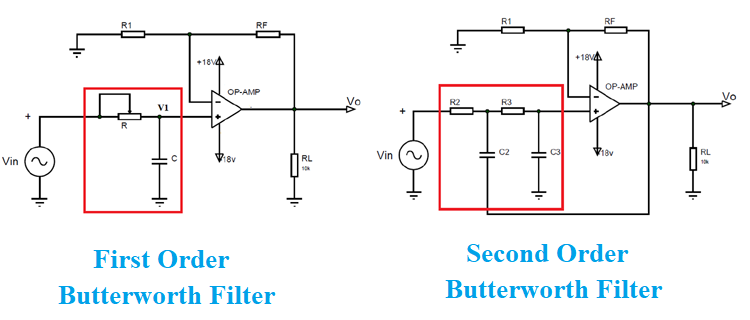 R1
RF
+18V
OP-AMP
Vo
V1
+
R
Vin
C
18v
RL
10k
First Order
Butterworth Filter
R1
RF
+18V
OP-AMP
Vo
R2
R3
+
Vin
C2
C3
18v
RL
10k
Second Order
Butterworth Filter